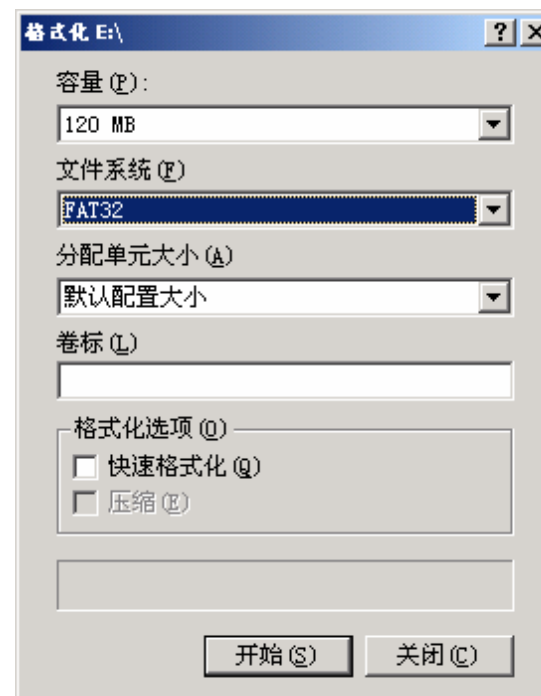 格式化 E:\
容量(P):
120 MB
文件系统(F)
FAT32
分配单元大小(A)
默认配置大小
卷标(L)
格式化选项(O)
快速格式化(Q)
压缩(E)
开始(S)
关闭(C)